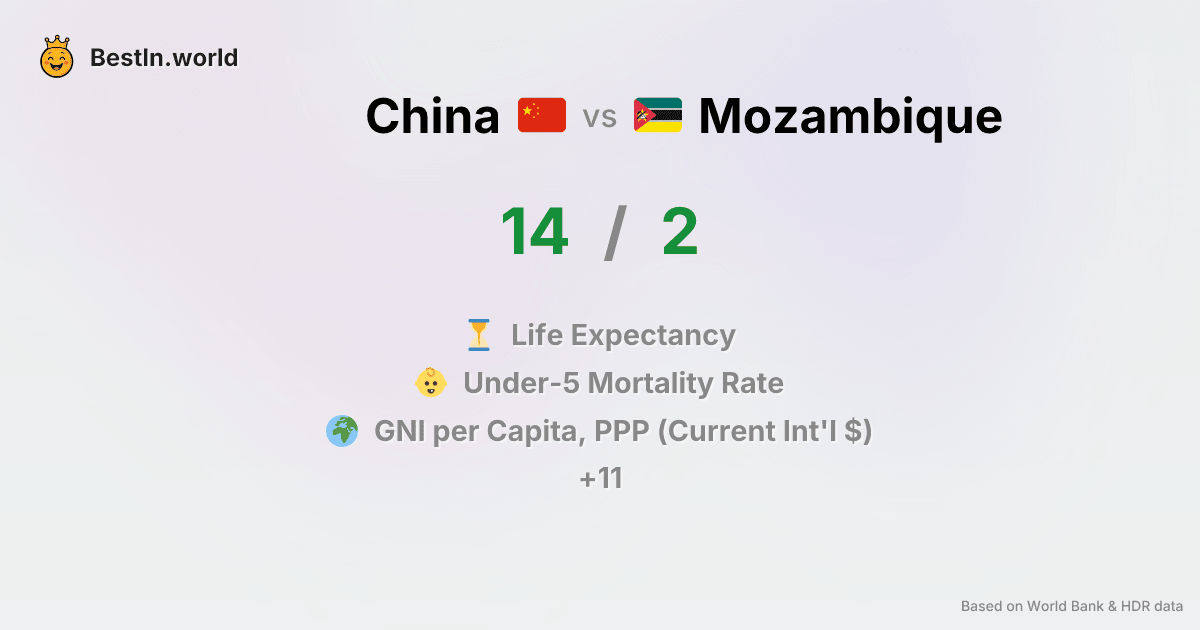 BestIn.world
China vs Mozambique
14 / 2
Life Expectancy
Under-5 Mortality Rate
GNI per Capita, PPP (Current Int'l $)
+11
Based on World Bank & HDR data